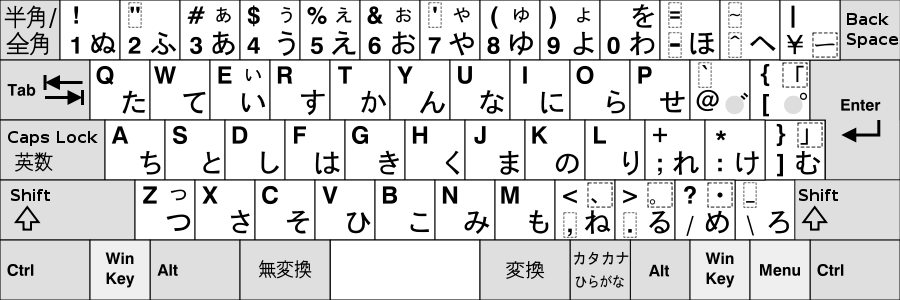 半角/ ! " # ぁ $ ぅ % ぇ & ぉ ' ゃ ( ゅ ) ょ を = ~ | Back
全角 1 ぬ 2 ふ 3 あ 4 う 5 え 6 お 7 や 8 ゆ 9 よ 0 わ - ほ ^ へ ¥ ー Space
Tab Q た W て E ぃ い R す T か Y ん U な I に O ら P せ ` @ ゛ { 「 [ ゜ Enter
Caps Lock A ち S と D し F は G き H く J ま K の L り + ; れ * : け } 」 ] む
英数
Shift Z っ つ X さ C そ V ひ B こ N み M も < 、 , ね > 。 . る ? ・ / め _ \ ろ Shift
Ctrl Win Key Alt 無変換 変換 カタカナ ひらがな Alt Win Key Menu Ctrl